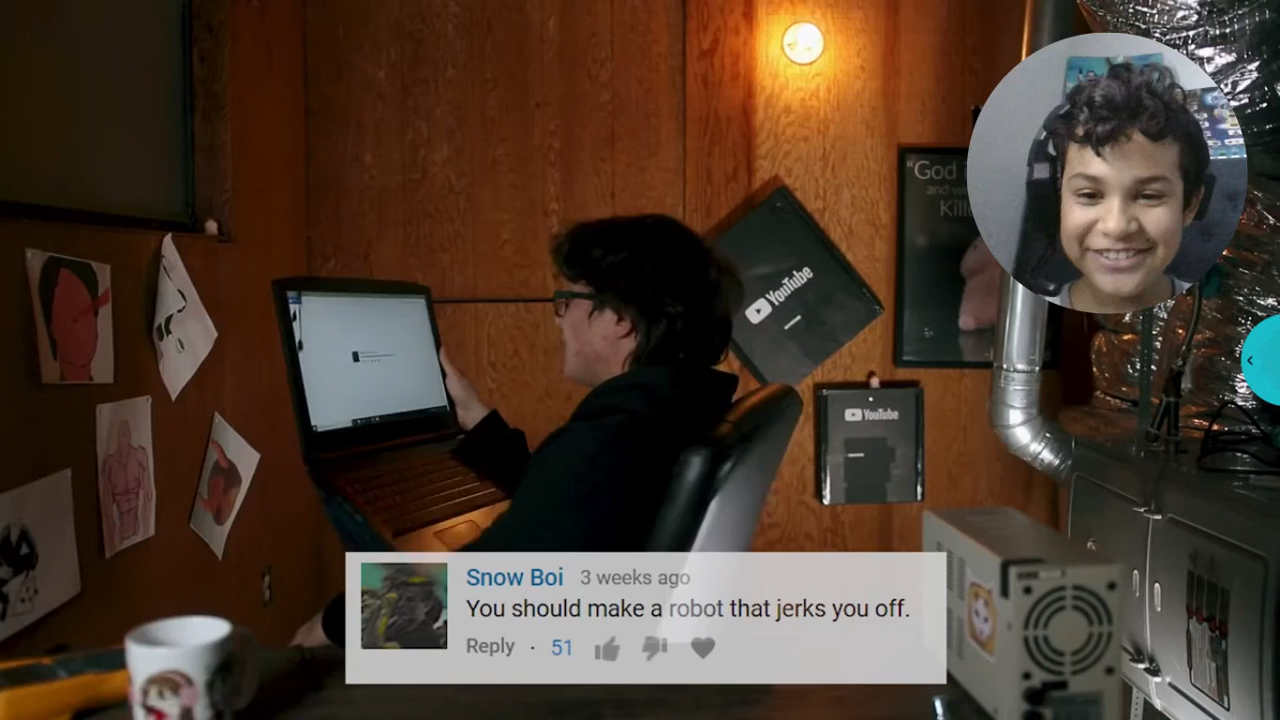 "God i
and we
Kill
YouTube
YouTube
Snow Boi 3 weeks ago
You should make a robot that jerks you off.
Reply · 51